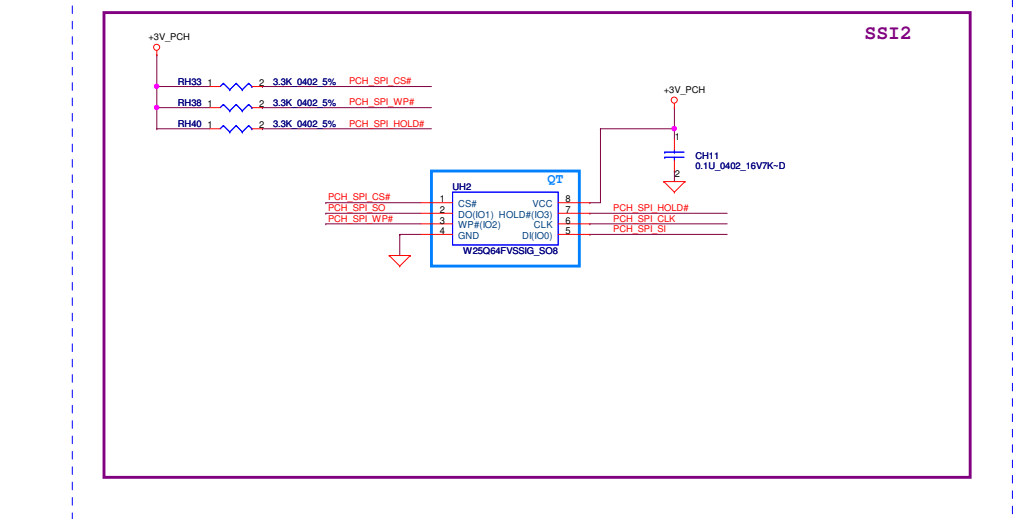 SSI2
+3V_PCH
RH33 1 2 3.3K_0402_5% PCH_SPI_CS#
RH38 1 2 3.3K_0402_5% PCH_SPI_WP#
RH40 1 2 3.3K_0402_5% PCH_SPI_HOLD#
+3V_PCH
1
CH11
0.1U_0402_16V7K~D
2
QT
UH2
PCH_SPI_CS# 1 CS# VCC 8
PCH_SPI_SO 2 DO(IO1) HOLD#(IO3) 7 PCH_SPI_HOLD#
PCH_SPI_WP# 3 WP#(IO2) CLK 6 PCH_SPI_CLK
4 GND DI(IO0) 5 PCH_SPI_SI
W25Q64FVSSIG_SO8